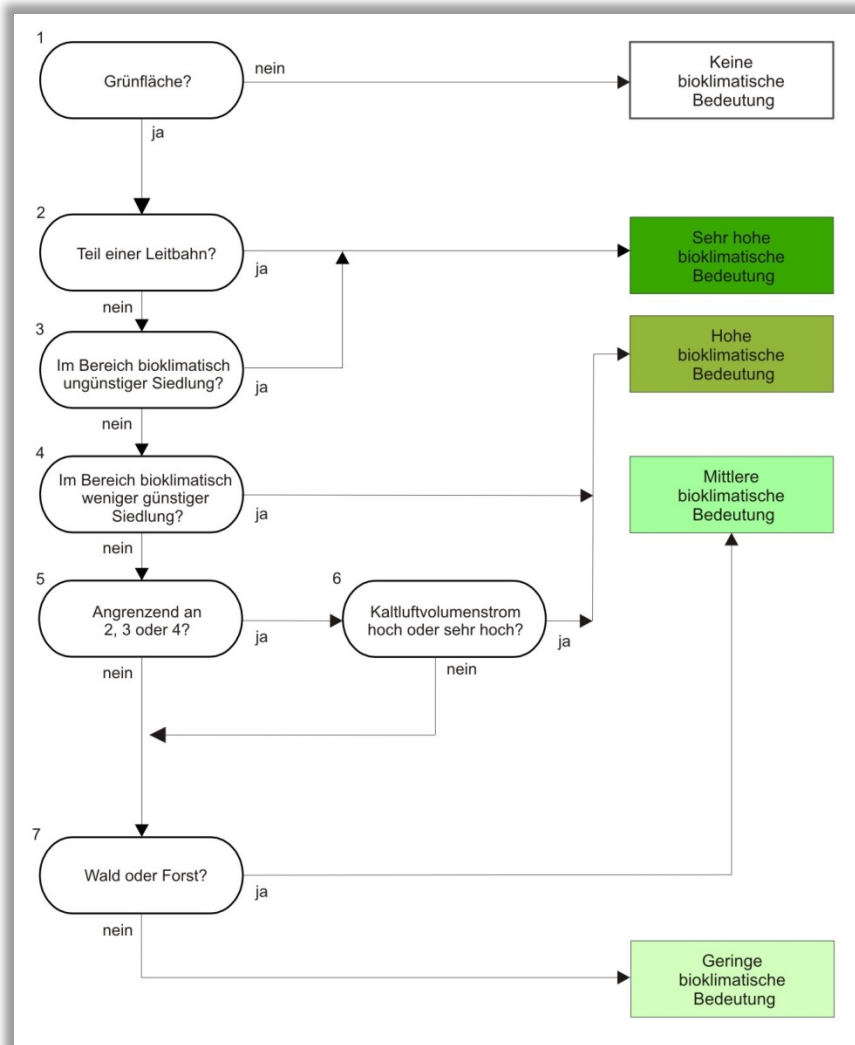 1
Grünfläche?
nein
ja
Keine
bioklimatische
Bedeutung
2
Teil einer Leitbahn?
ja
nein
Sehr hohe
bioklimatische
Bedeutung
3
Im Bereich bioklimatisch
ungünstiger Siedlung?
ja
nein
Hohe
bioklimatische
Bedeutung
4
Im Bereich bioklimatisch
weniger günstiger
Siedlung?
ja
nein
Mittlere
bioklimatische
Bedeutung
5
Angrenzend an
2, 3 oder 4?
ja
nein
6
Kaltluftvolumenstrom
hoch oder sehr hoch?
ja
nein
7
Wald oder Forst?
ja
nein
Geringe
bioklimatische
Bedeutung